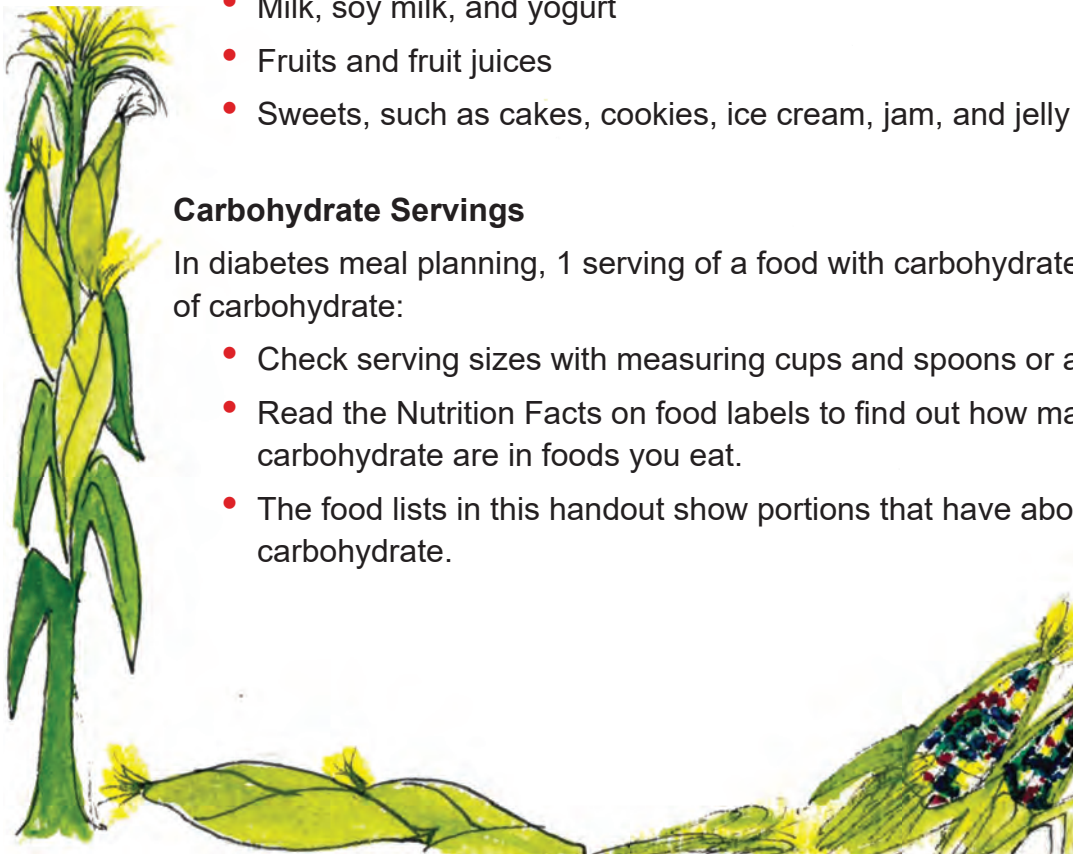 • Milk, soy milk, and yogurt
• Fruits and fruit juices
• Sweets, such as cakes, cookies, ice cream, jam, and jelly
Carbohydrate Servings
In diabetes meal planning, 1 serving of a food with carbohydrate
of carbohydrate:
• Check serving sizes with measuring cups and spoons or a
• Read the Nutrition Facts on food labels to find out how ma
carbohydrate are in foods you eat.
• The food lists in this handout show portions that have abo
carbohydrate.